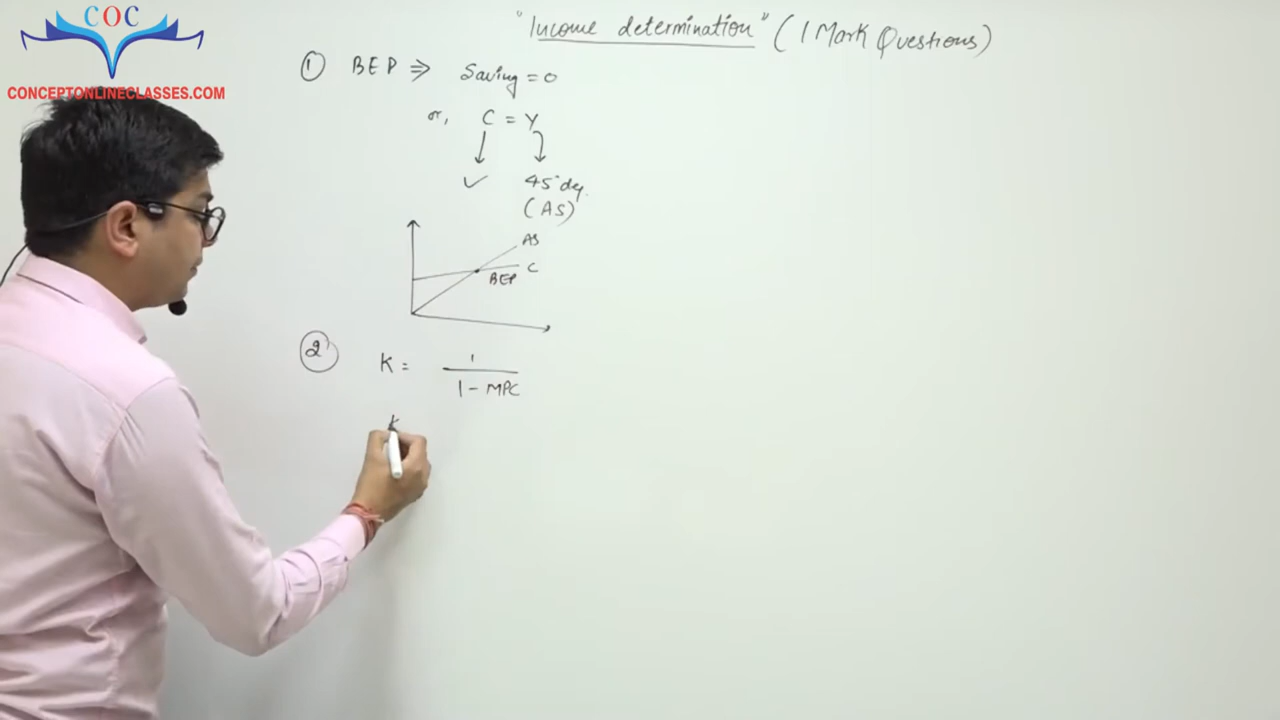 COC
CONCEPTONLINECLASSES.COM
"Income determination" (1 Mark Questions)
① BEP ⇒ Saving = 0
or, C = Y
↓ ↓
✓ 45° deg.
(AS)
AS
C
BEP
② K = 1 / 1 - MPC
K